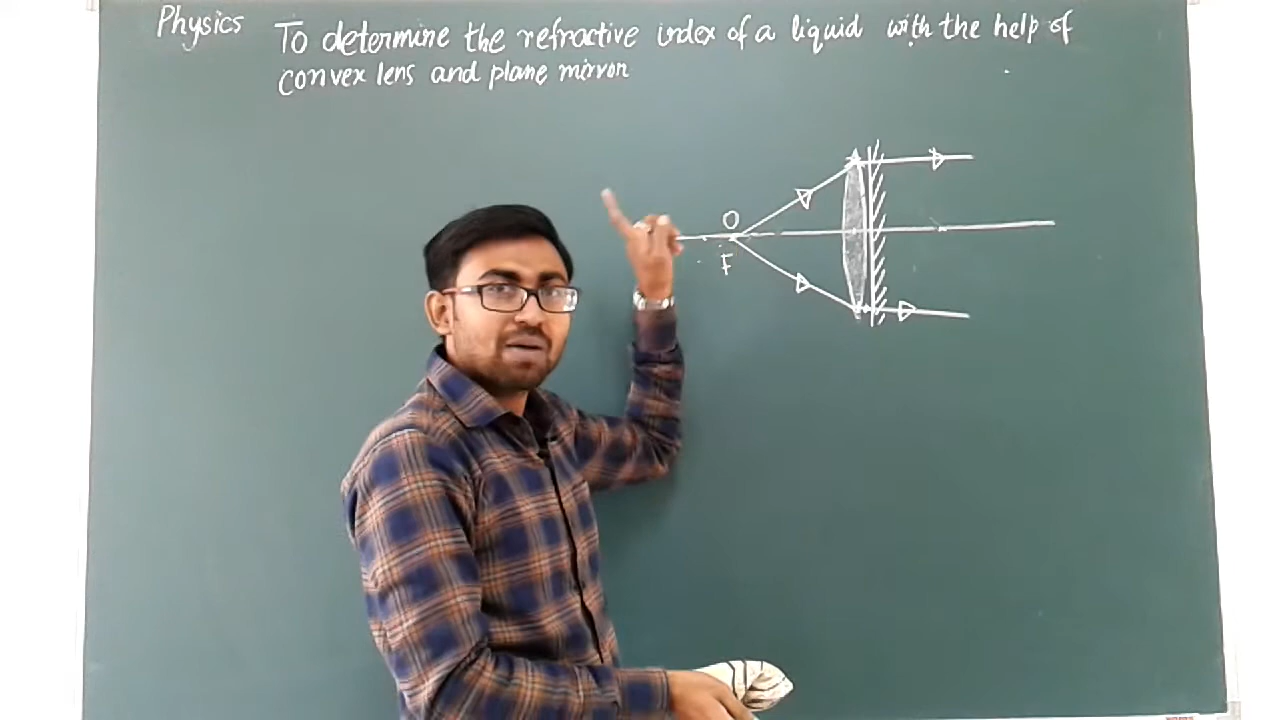 Physics
To determine the refractive index of a liquid with the help of
convex lens and plane mirror
O
F